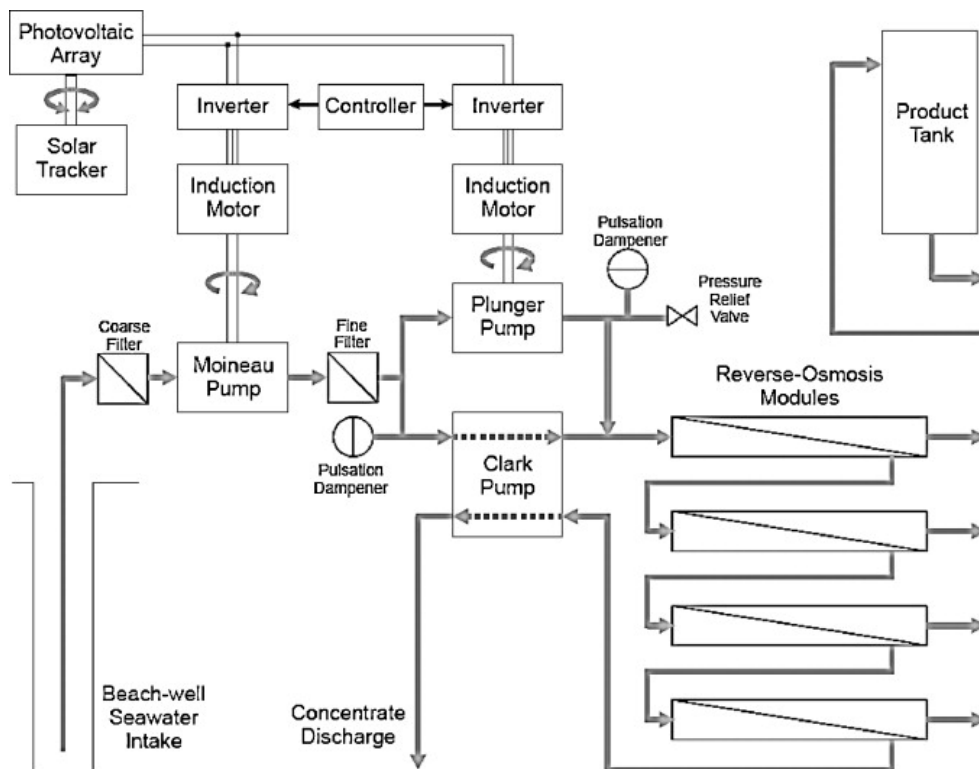 Photovoltaic
Array
Solar
Tracker
Inverter
Controller
Inverter
Product
Tank
Induction
Motor
Induction
Motor
Pulsation
Dampener
Plunger
Pump
Pressure
Relief
Valve
Coarse
Filter
Moineau
Pump
Fine
Filter
Reverse-Osmosis
Modules
Pulsation
Dampener
Clark
Pump
Beach-well
Seawater
Intake
Concentrate
Discharge